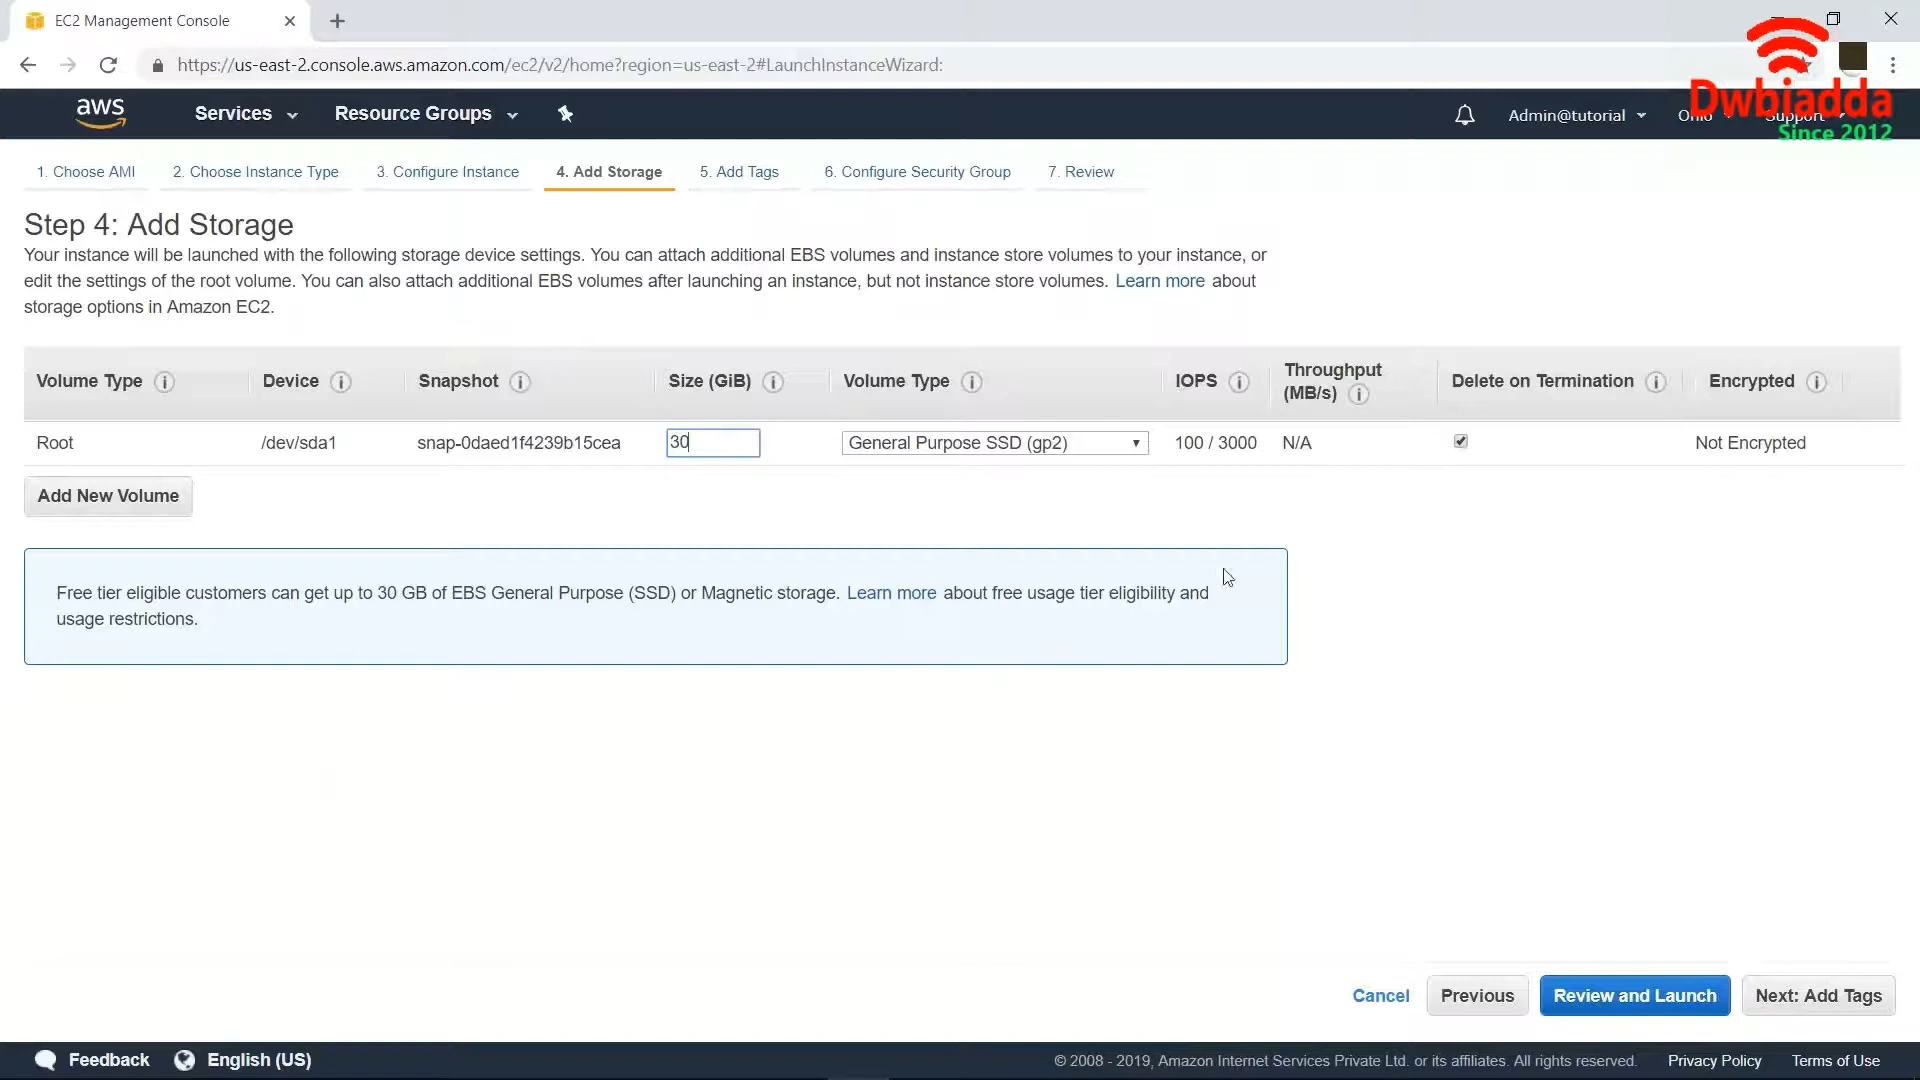 EC2 Management Console
https://us-east-2.console.aws.amazon.com/ec2/v2/home?region=us-east-2#LaunchInstanceWizard:
Dwbiadda
Since 2012
aws
Services
Resource Groups
Admin@tutorial
Ohio
Support
1. Choose AMI
2. Choose Instance Type
3. Configure Instance
4. Add Storage
5. Add Tags
6. Configure Security Group
7. Review
Step 4: Add Storage
Your instance will be launched with the following storage device settings. You can attach additional EBS volumes and instance store volumes to your instance, or
edit the settings of the root volume. You can also attach additional EBS volumes after launching an instance, but not instance store volumes. Learn more about
storage options in Amazon EC2.
Volume Type
Device
Snapshot
Size (GiB)
Volume Type
IOPS
Throughput
(MB/s)
Delete on Termination
Encrypted
Root
/dev/sda1
snap-0daed1f4239b15cea
30
General Purpose SSD (gp2)
100 / 3000
N/A
Not Encrypted
Add New Volume
Free tier eligible customers can get up to 30 GB of EBS General Purpose (SSD) or Magnetic storage. Learn more about free usage tier eligibility and
usage restrictions.
Cancel
Previous
Review and Launch
Next: Add Tags
Feedback
English (US)
© 2008 - 2019, Amazon Internet Services Private Ltd. or its affiliates. All rights reserved.
Privacy Policy
Terms of Use